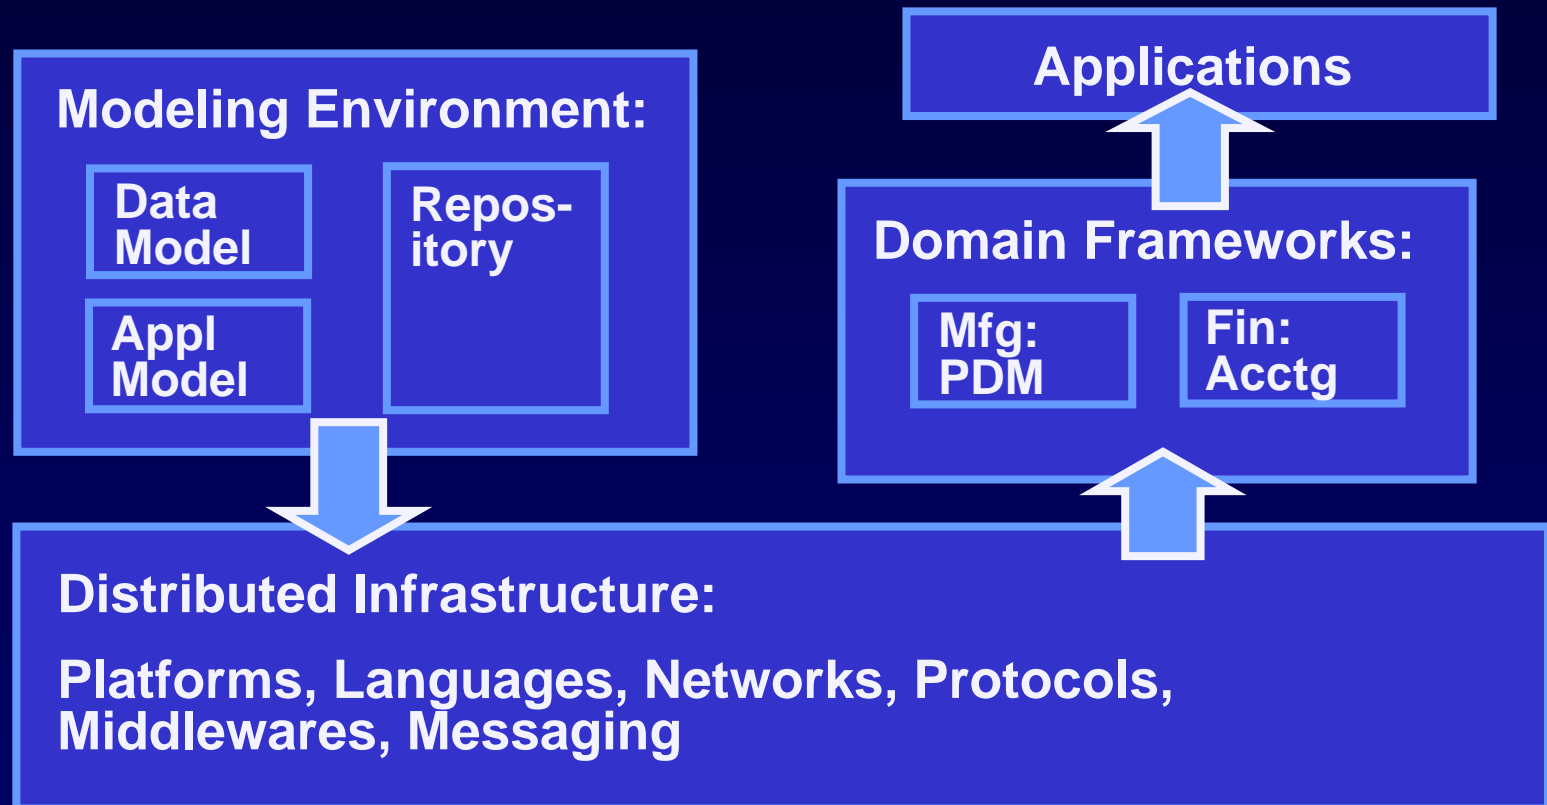 Modeling Environment:
Data
Model
Repos-
itory
Appl
Model
Applications
Domain Frameworks:
Mfg:
PDM
Fin:
Acctg
Distributed Infrastructure:
Platforms, Languages, Networks, Protocols,
Middlewares, Messaging